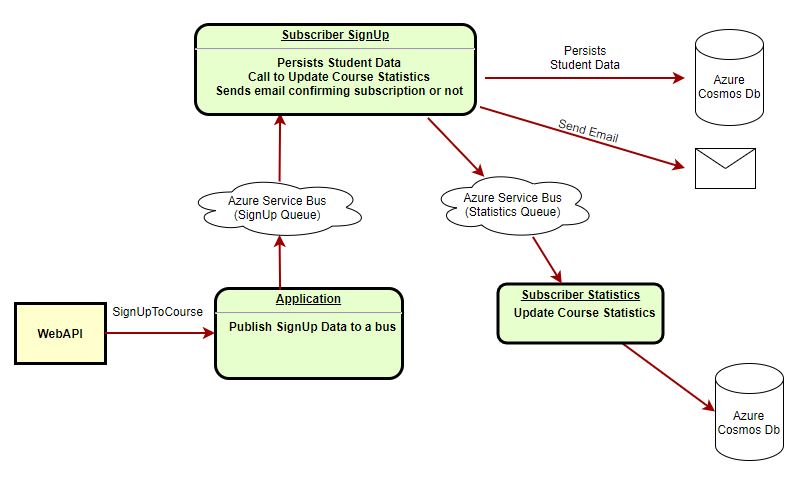 Subscriber SignUp
Persists Student Data
Call to Update Course Statistics
Sends email confirming subscription or not
Persists
Student Data
Azure
Cosmos Db
Send Email
Azure Service Bus
(SignUp Queue)
Azure Service Bus
(Statistics Queue)
WebAPI
SignUpToCourse
Application
Publish SignUp Data to a bus
Subscriber Statistics
Update Course Statistics
Azure
Cosmos Db